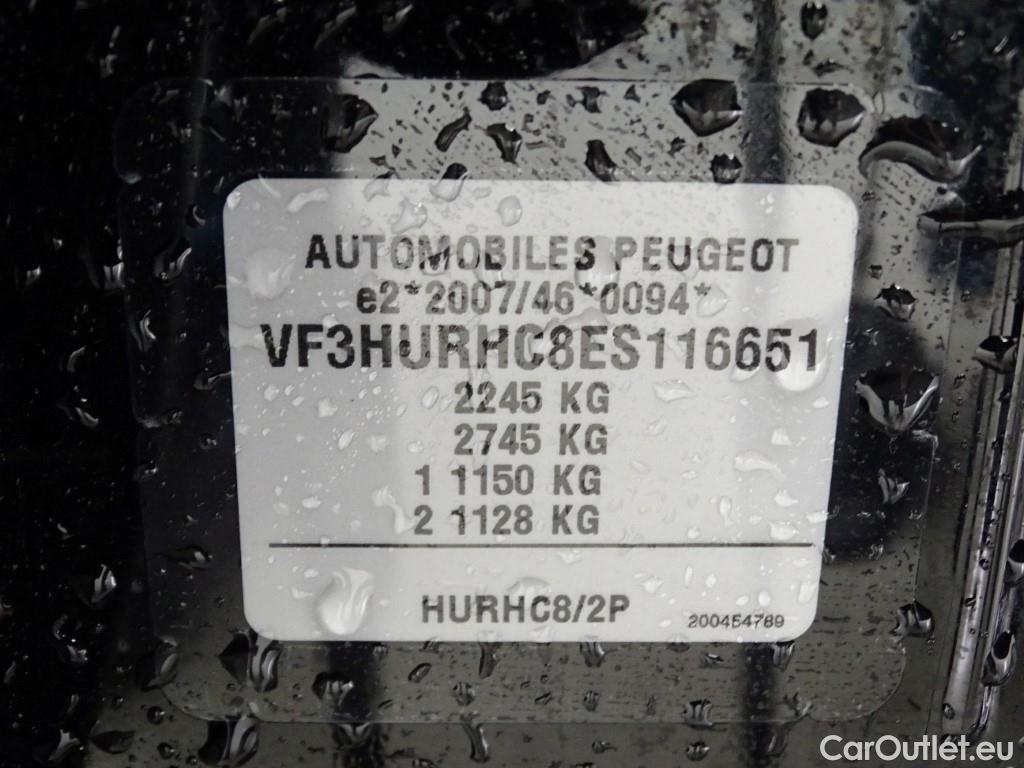 AUTOMOBILES PEUGEOT
e2*2007/46*0094*
VF3HURHC8ES116651
2245 KG
2745 KG
1 1150 KG
2 1128 KG
HURHC8/2P
200454789
CarOutlet.eu